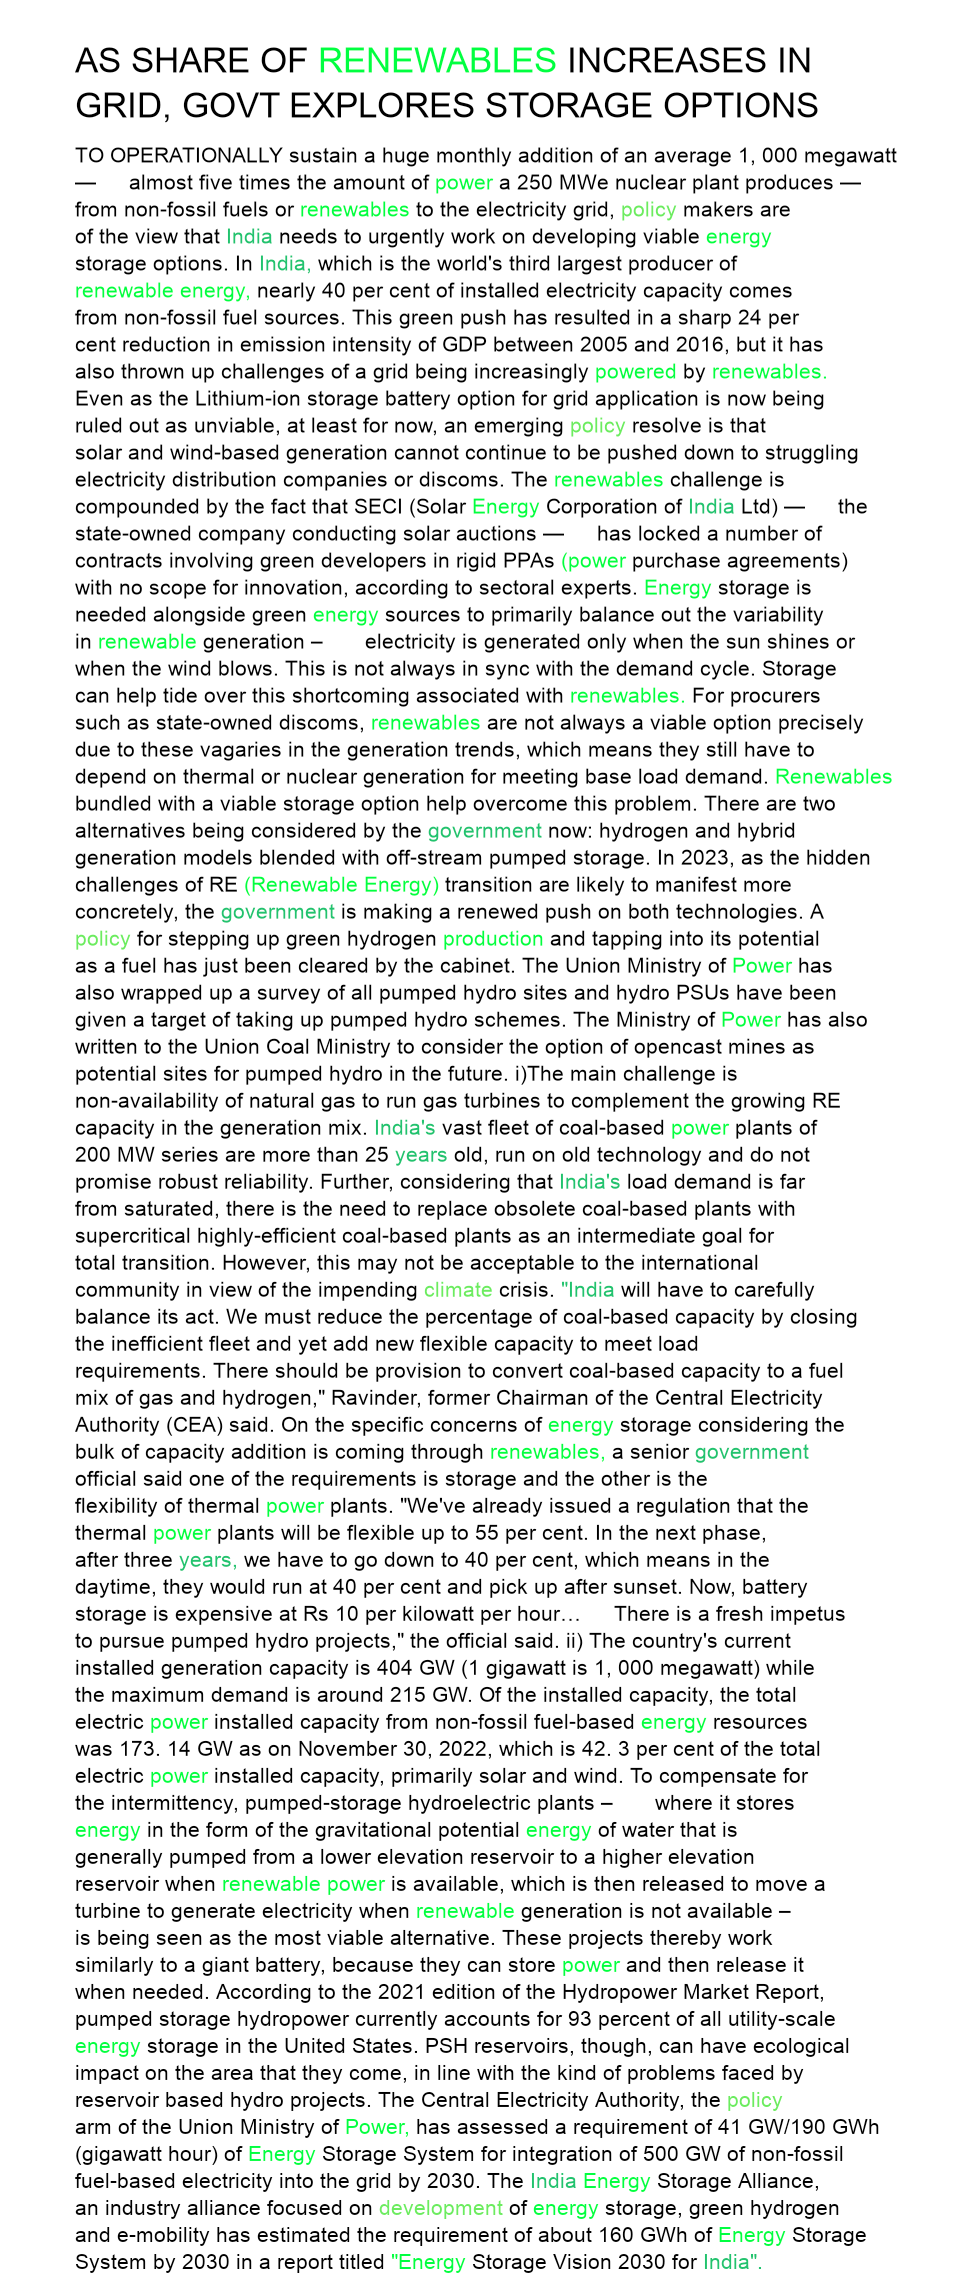 AS SHARE OF RENEWABLES INCREASES IN
GRID, GOVT EXPLORES STORAGE OPTIONS
TO OPERATIONALLY sustain a huge monthly addition of an average 1, 000 megawatt
— almost five times the amount of power a 250 MWe nuclear plant produces —
from non-fossil fuels or renewables to the electricity grid, policy makers are
of the view that India needs to urgently work on developing viable energy
storage options. In India, which is the world's third largest producer of
renewable energy, nearly 40 per cent of installed electricity capacity comes
from non-fossil fuel sources. This green push has resulted in a sharp 24 per
cent reduction in emission intensity of GDP between 2005 and 2016, but it has
also thrown up challenges of a grid being increasingly powered by renewables.
Even as the Lithium-ion storage battery option for grid application is now being
ruled out as unviable, at least for now, an emerging policy resolve is that
solar and wind-based generation cannot continue to be pushed down to struggling
electricity distribution companies or discoms. The renewables challenge is
compounded by the fact that SECI (Solar Energy Corporation of India Ltd) — the
state-owned company conducting solar auctions — has locked a number of
contracts involving green developers in rigid PPAs (power purchase agreements)
with no scope for innovation, according to sectoral experts. Energy storage is
needed alongside green energy sources to primarily balance out the variability
in renewable generation – electricity is generated only when the sun shines or
when the wind blows. This is not always in sync with the demand cycle. Storage
can help tide over this shortcoming associated with renewables. For procurers
such as state-owned discoms, renewables are not always a viable option precisely
due to these vagaries in the generation trends, which means they still have to
depend on thermal or nuclear generation for meeting base load demand. Renewables
bundled with a viable storage option help overcome this problem. There are two
alternatives being considered by the government now: hydrogen and hybrid
generation models blended with off-stream pumped storage. In 2023, as the hidden
challenges of RE (Renewable Energy) transition are likely to manifest more
concretely, the government is making a renewed push on both technologies. A
policy for stepping up green hydrogen production and tapping into its potential
as a fuel has just been cleared by the cabinet. The Union Ministry of Power has
also wrapped up a survey of all pumped hydro sites and hydro PSUs have been
given a target of taking up pumped hydro schemes. The Ministry of Power has also
written to the Union Coal Ministry to consider the option of opencast mines as
potential sites for pumped hydro in the future. i)The main challenge is
non-availability of natural gas to run gas turbines to complement the growing RE
capacity in the generation mix. India's vast fleet of coal-based power plants of
200 MW series are more than 25 years old, run on old technology and do not
promise robust reliability. Further, considering that India's load demand is far
from saturated, there is the need to replace obsolete coal-based plants with
supercritical highly-efficient coal-based plants as an intermediate goal for
total transition. However, this may not be acceptable to the international
community in view of the impending climate crisis. "India will have to carefully
balance its act. We must reduce the percentage of coal-based capacity by closing
the inefficient fleet and yet add new flexible capacity to meet load
requirements. There should be provision to convert coal-based capacity to a fuel
mix of gas and hydrogen," Ravinder, former Chairman of the Central Electricity
Authority (CEA) said. On the specific concerns of energy storage considering the
bulk of capacity addition is coming through renewables, a senior government
official said one of the requirements is storage and the other is the
flexibility of thermal power plants. "We've already issued a regulation that the
thermal power plants will be flexible up to 55 per cent. In the next phase,
after three years, we have to go down to 40 per cent, which means in the
daytime, they would run at 40 per cent and pick up after sunset. Now, battery
storage is expensive at Rs 10 per kilowatt per hour… There is a fresh impetus
to pursue pumped hydro projects," the official said. ii) The country's current
installed generation capacity is 404 GW (1 gigawatt is 1, 000 megawatt) while
the maximum demand is around 215 GW. Of the installed capacity, the total
electric power installed capacity from non-fossil fuel-based energy resources
was 173. 14 GW as on November 30, 2022, which is 42. 3 per cent of the total
electric power installed capacity, primarily solar and wind. To compensate for
the intermittency, pumped-storage hydroelectric plants – where it stores
energy in the form of the gravitational potential energy of water that is
generally pumped from a lower elevation reservoir to a higher elevation
reservoir when renewable power is available, which is then released to move a
turbine to generate electricity when renewable generation is not available –
is being seen as the most viable alternative. These projects thereby work
similarly to a giant battery, because they can store power and then release it
when needed. According to the 2021 edition of the Hydropower Market Report,
pumped storage hydropower currently accounts for 93 percent of all utility-scale
energy storage in the United States. PSH reservoirs, though, can have ecological
impact on the area that they come, in line with the kind of problems faced by
reservoir based hydro projects. The Central Electricity Authority, the policy
arm of the Union Ministry of Power, has assessed a requirement of 41 GW/190 GWh
(gigawatt hour) of Energy Storage System for integration of 500 GW of non-fossil
fuel-based electricity into the grid by 2030. The India Energy Storage Alliance,
an industry alliance focused on development of energy storage, green hydrogen
and e-mobility has estimated the requirement of about 160 GWh of Energy Storage
System by 2030 in a report titled "Energy Storage Vision 2030 for India".